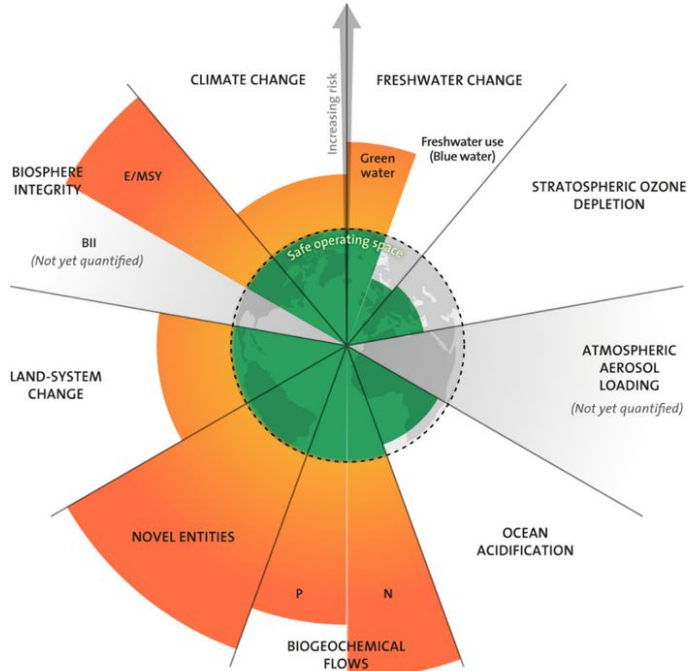 Increasing risk
CLIMATE CHANGE
FRESHWATER CHANGE
Freshwater use
(Blue water)
Green
water
BIOSPHERE
INTEGRITY
E/MSY
STRATOSPHERIC OZONE
DEPLETION
BII
(Not yet quantified)
Safe operating space
ATMOSPHERIC
AEROSOL
LOADING
(Not yet quantified)
LAND-SYSTEM
CHANGE
NOVEL ENTITIES
OCEAN
ACIDIFICATION
P
N
BIOGEOCHEMICAL
FLOWS